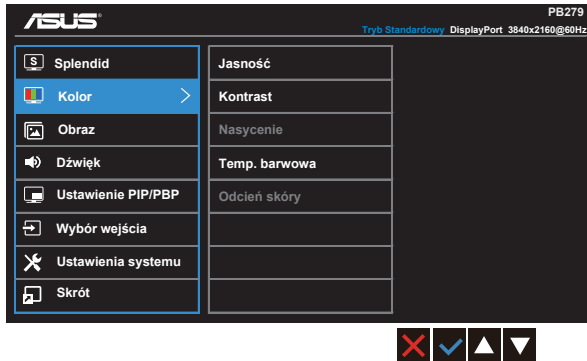 ASUS
PB279
Tryb Standardowy DisplayPort 3840x2160@60Hz
S Splendid
Kolor
Obraz
Dźwięk
Ustawienie PIP/PBP
Wybór wejścia
Ustawienia systemu
Skrót
Jasność
Kontrast
Nasycenie
Temp. barwowa
Odcień skóry